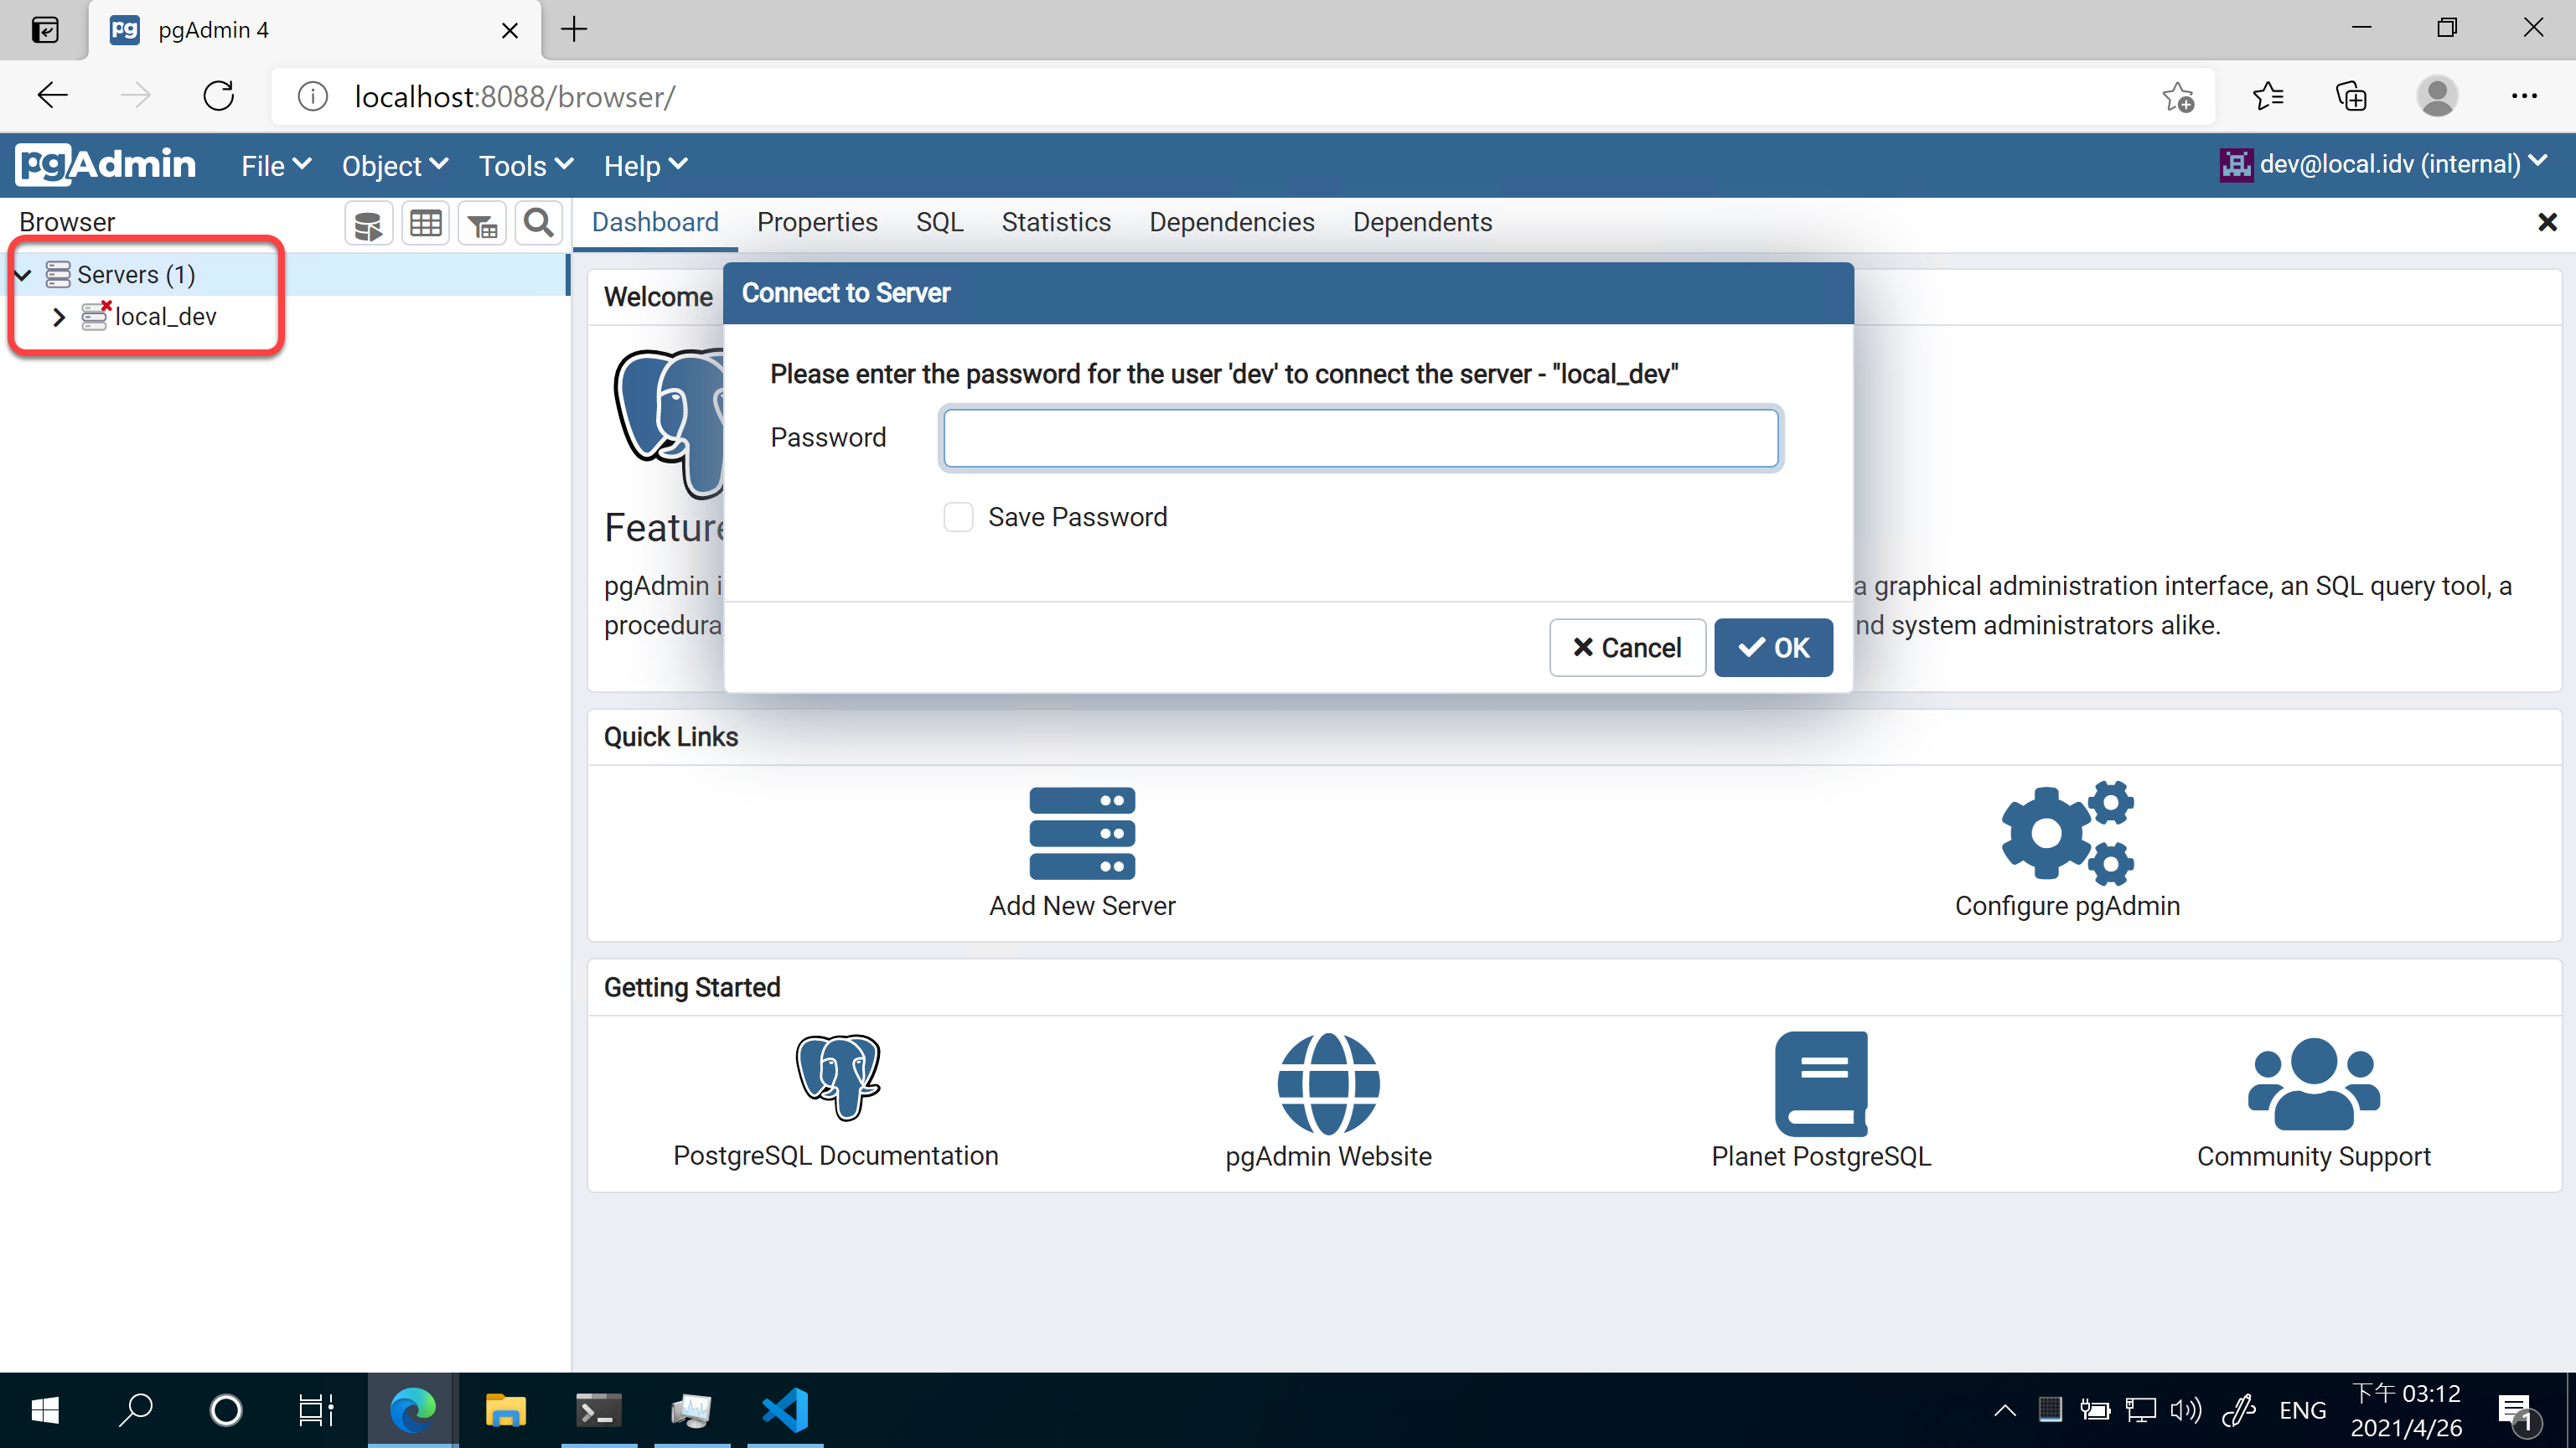 pgAdmin 4
localhost:8088/browser/
pgAdmin File Object Tools Help dev@local.idv (internal)
Browser
Servers (1)
local_dev
Dashboard Properties SQL Statistics Dependencies Dependents
Welcome
Connect to Server
Please enter the password for the user 'dev' to connect the server - "local_dev"
Password
Save Password
Cancel OK
Feature
pgAdmin i
a graphical administration interface, an SQL query tool, a
procedura
nd system administrators alike.
Quick Links
Add New Server
Configure pgAdmin
Getting Started
PostgreSQL Documentation
pgAdmin Website
Planet PostgreSQL
Community Support
ENG
下午 03:12
2021/4/26
1